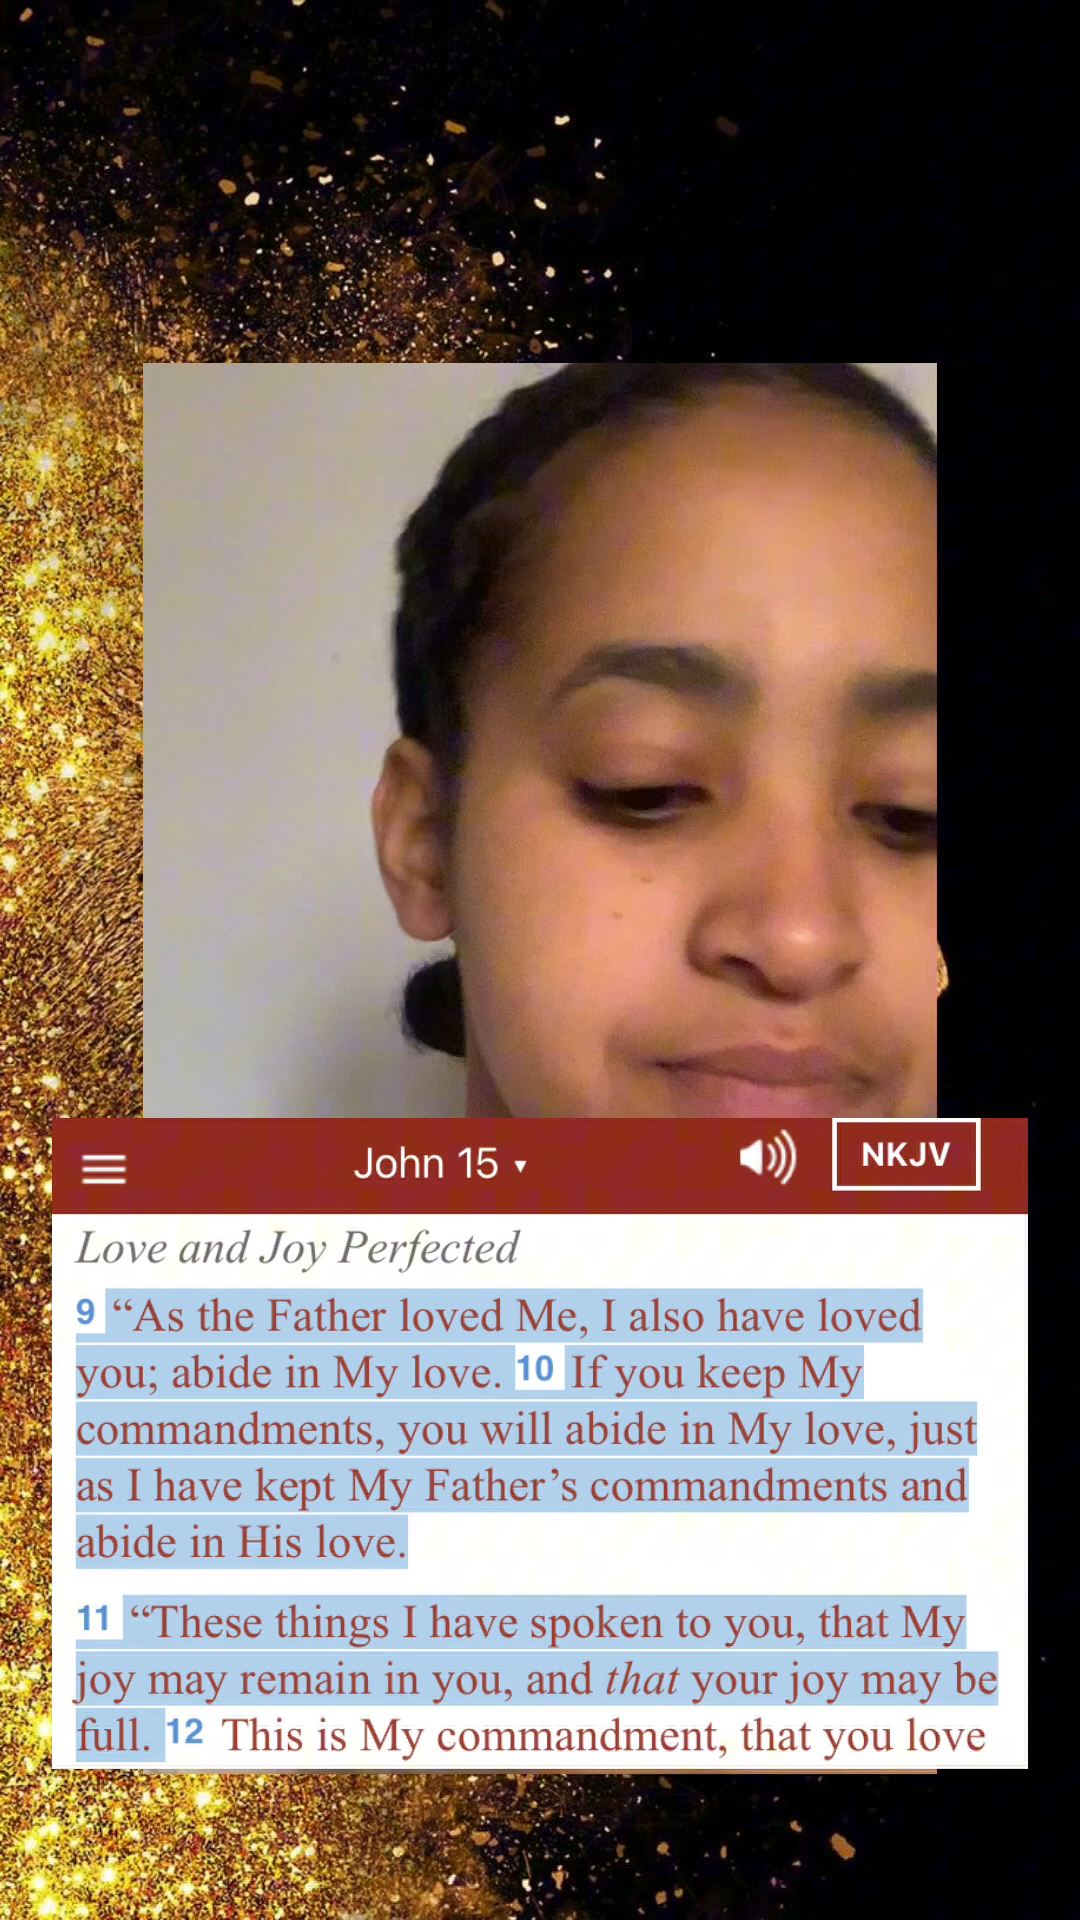 John 15 ▾
NKJV
Love and Joy Perfected
9 “As the Father loved Me, I also have loved
you; abide in My love. 10 If you keep My
commandments, you will abide in My love, just
as I have kept My Father’s commandments and
abide in His love.
11 “These things I have spoken to you, that My
joy may remain in you, and that your joy may be
full. 12 This is My commandment, that you love